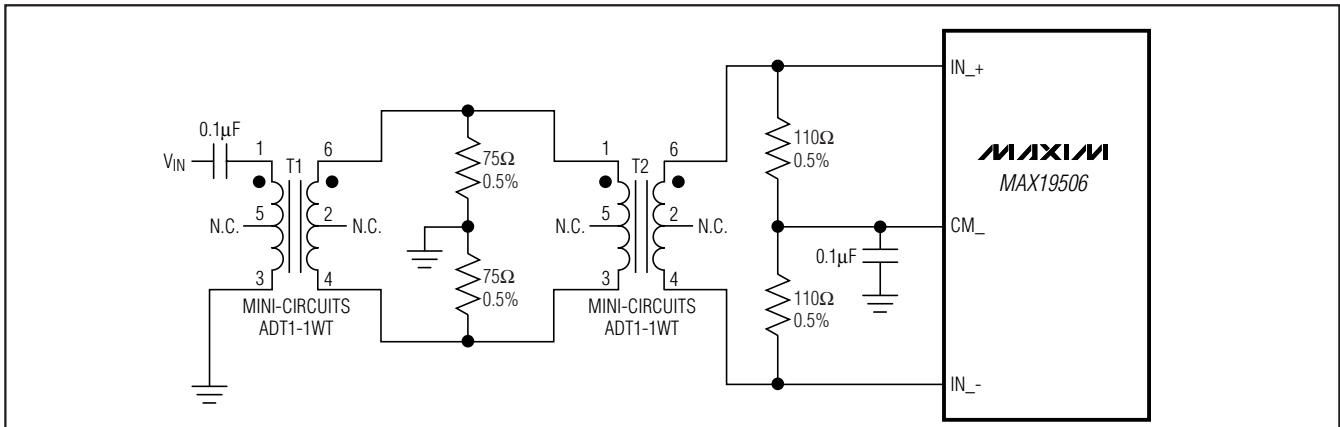 IN_+
0.1μF
V_IN
1
T1
6
75Ω
0.5%
1
T2
6
110Ω
0.5%
MAXIM
MAX19506
N.C.
5
2
N.C.
N.C.
5
2
N.C.
CM_
0.1μF
75Ω
0.5%
3
4
3
4
110Ω
0.5%
MINI-CIRCUITS
ADT1-1WT
MINI-CIRCUITS
ADT1-1WT
IN_-